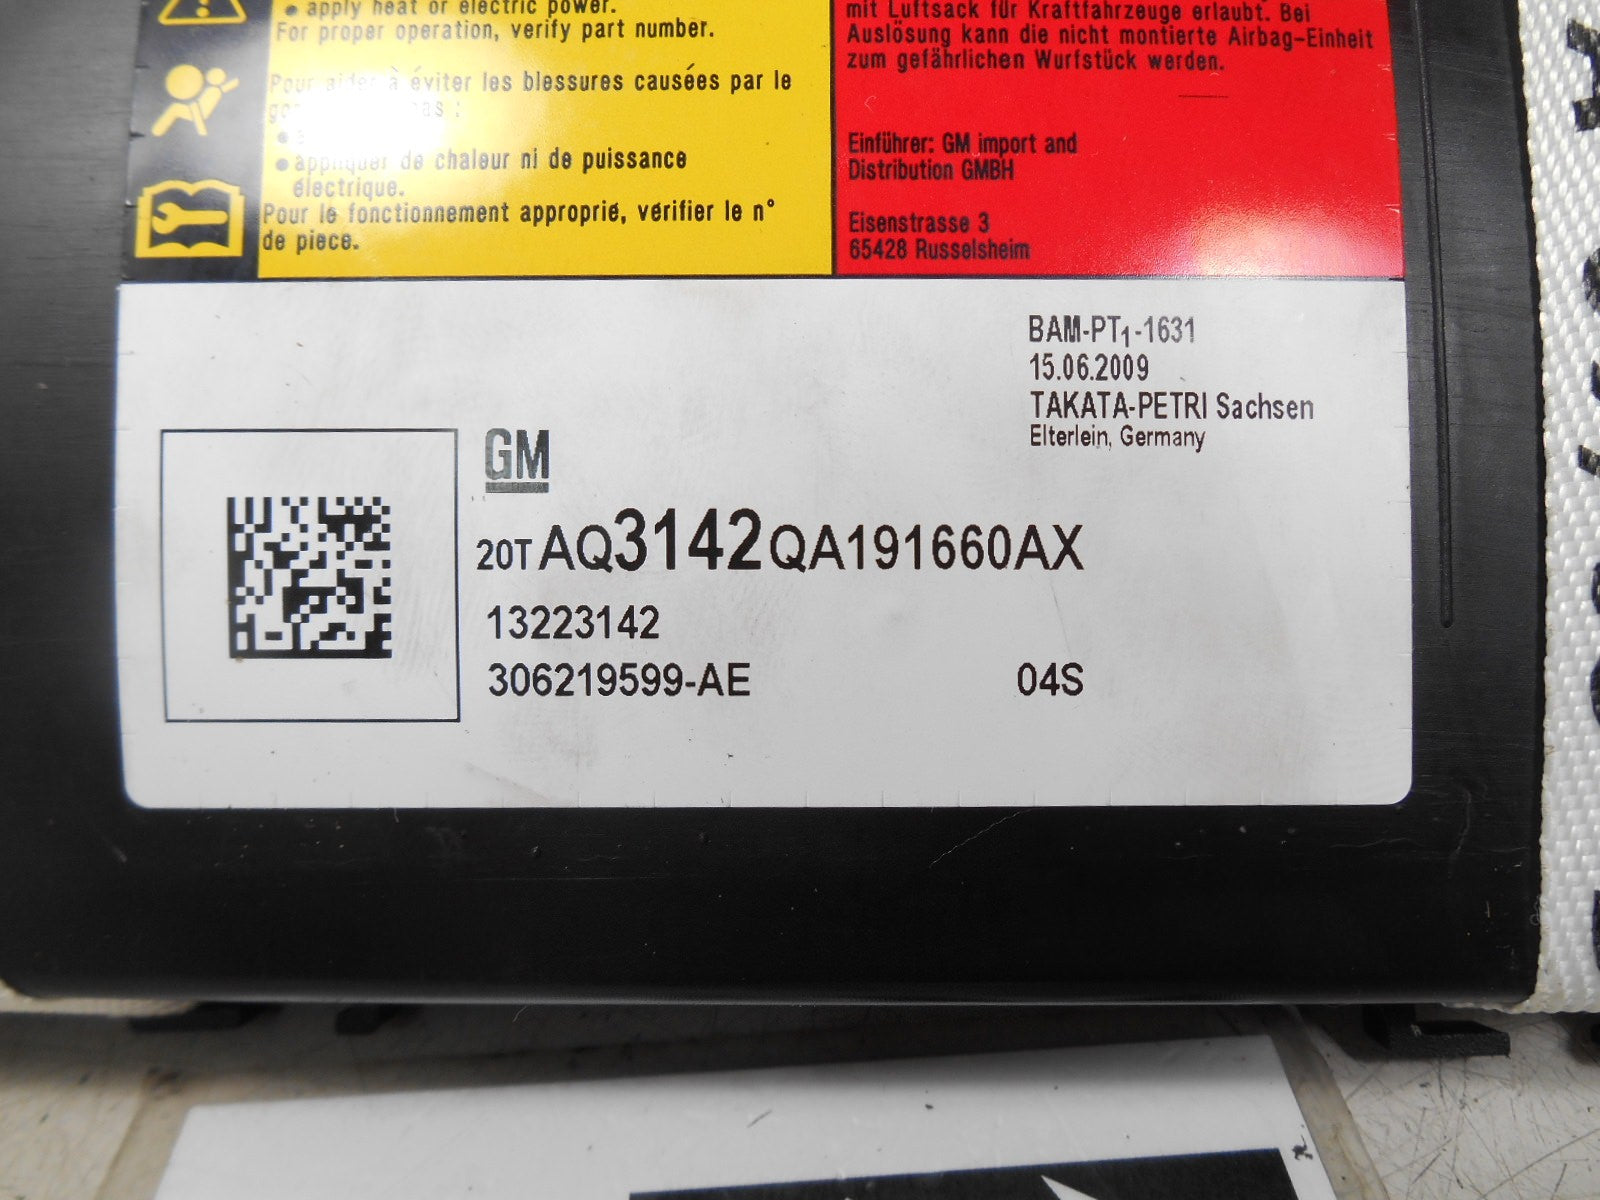 • apply heat or electric power.
For proper operation, verify part number.
Pour aider à éviter les blessures causées par le
• appliquer de chaleur ni de puissance
électrique.
Pour le fonctionnement approprié, vérifier le n°
de piece.
mit Luftsack für Kraftfahrzeuge erlaubt. Bei
Auslösung kann die nicht montierte Airbag-Einheit
zum gefährlichen Wurfstück werden.
Einführer: GM import and
Distribution GMBH
Eisenstrasse 3
65428 Russelsheim
BAM-PT1-1631
15.06.2009
TAKATA-PETRI Sachsen
Elterlein, Germany
GM
20T AQ3142QA191660AX
13223142
306219599-AE 04S